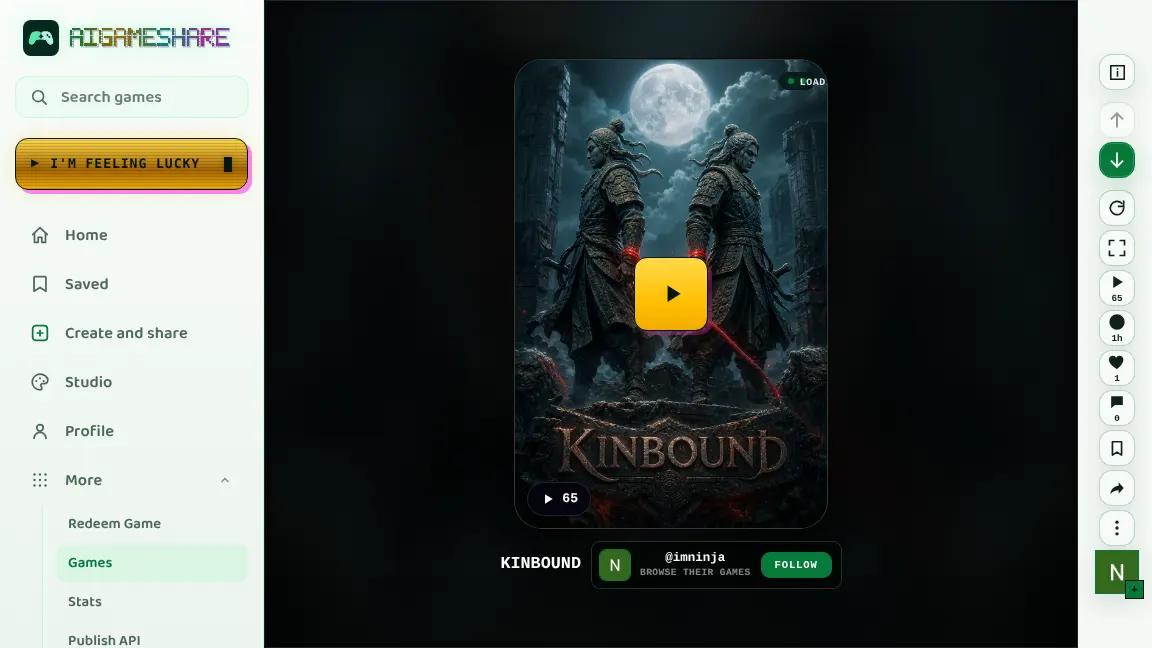 AIGAMESHARE
Search games
I'M FEELING LUCKY
Home
Saved
Create and share
Studio
Profile
More
Redeem Game
Games
Stats
Publish API
LOAD
KINBOUND
65
KINBOUND
N
@imninja
BROWSE THEIR GAMES
FOLLOW
65
1h
1
0
N
+